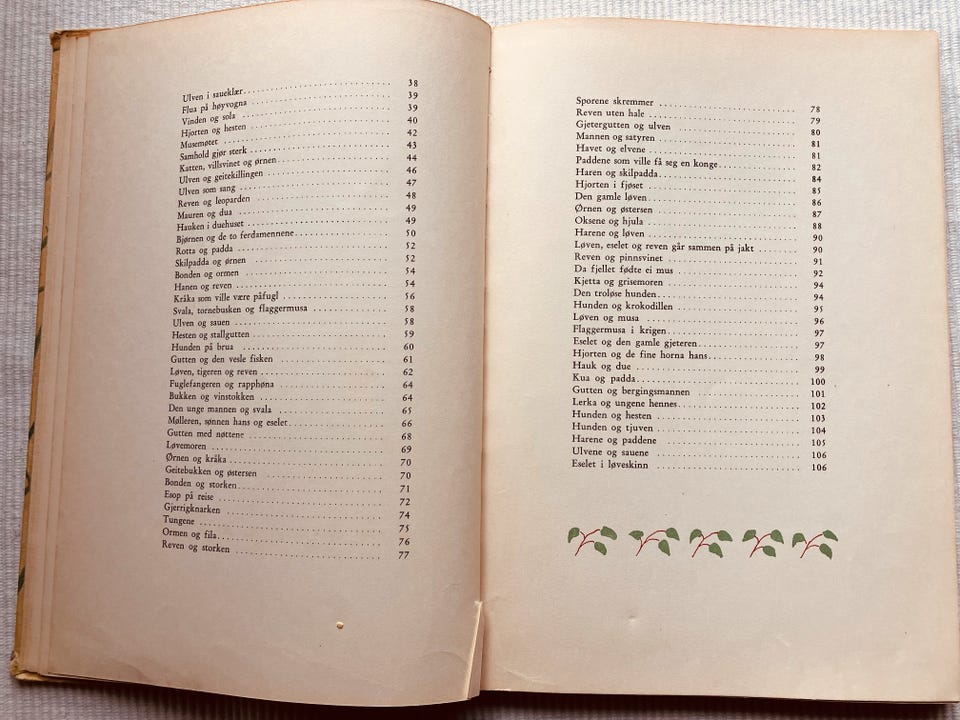 Ulven i saueklær 38
Flua på høyvogna 39
Vinden og sola 39
Hjorten og hesten 40
Musemøtet 42
Samhold gjør sterk 43
Katten, villsvinet og ørnen 44
Ulven og geitekillingen 46
Ulven som sang 47
Reven og leoparden 48
Mauren og dua 49
Hauken i duehuset 49
Bjørnen og de to ferdamennene 50
Rotta og padda 52
Skilpadda og ørnen 52
Bonden og ormen 54
Hanen og reven 54
Kråka som ville være påfugl 56
Svala, tornebusken og flaggermusa 58
Ulven og sauen 58
Hesten og stallgutten 59
Hunden på brua 60
Gutten og den vesle fisken 61
Løven, tigeren og reven 62
Fuglefangeren og rapphøna 64
Bukken og vinstokken 64
Den unge mannen og svala 65
Mølleren, sønnen hans og eselet 66
Gutten med nøttene 68
Løvemoren 69
Ørnen og kråka 70
Geitebukken og østersen 70
Bonden og storken 71
Esop på reise 72
Gjerrigknarken 74
Tungene 75
Ormen og fila 76
Reven og storken 77
Sporene skremmer 78
Reven uten hale 79
Gjetergutten og ulven 80
Mannen og satyren 81
Havet og elvene 81
Paddene som ville få seg en konge 82
Haren og skilpadda 84
Hjorten i fjøset 85
Den gamle løven 86
Ørnen og østersen 87
Oksene og hjula 88
Harene og løven 90
Løven, eselet og reven går sammen på jakt 90
Reven og pinnsvinet 91
Da fjellet fødte ei mus 92
Kjetta og grisemoren 94
Den troløse hunden 94
Hunden og krokodillen 95
Løven og musa 96
Flaggermusa i krigen 97
Eselet og den gamle gjeteren 97
Hjorten og de fine horna hans 98
Hauk og due 99
Kua og padda 100
Gutten og bergingsmannen 101
Lerka og ungene hennes 102
Hunden og hesten 103
Hunden og tjuven 104
Harene og paddene 105
Ulvene og sauene 106
Eselet i løveskinn 106